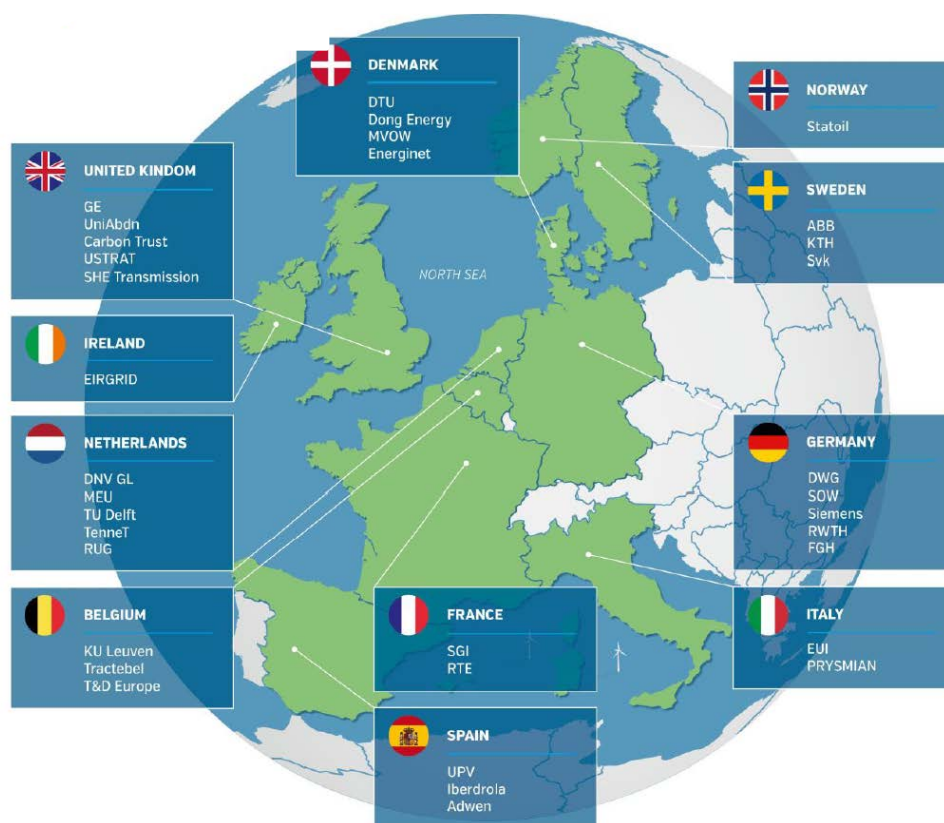 DENMARK
DTU
Dong Energy
MVOW
Energinet
NORWAY
Statoil
UNITED KINDOM
GE
UniAbdn
Carbon Trust
USTRAT
SHE Transmission
SWEDEN
ABB
KTH
Svk
NORTH SEA
IRELAND
EIRGRID
NETHERLANDS
DNV GL
MEU
TU Delft
TenneT
RUG
GERMANY
DWG
SOW
Siemens
RWTH
FGH
BELGIUM
KU Leuven
Tractebel
T&D Europe
FRANCE
SGI
RTE
ITALY
EUI
PRYSMIAN
SPAIN
UPV
Iberdrola
Adwen